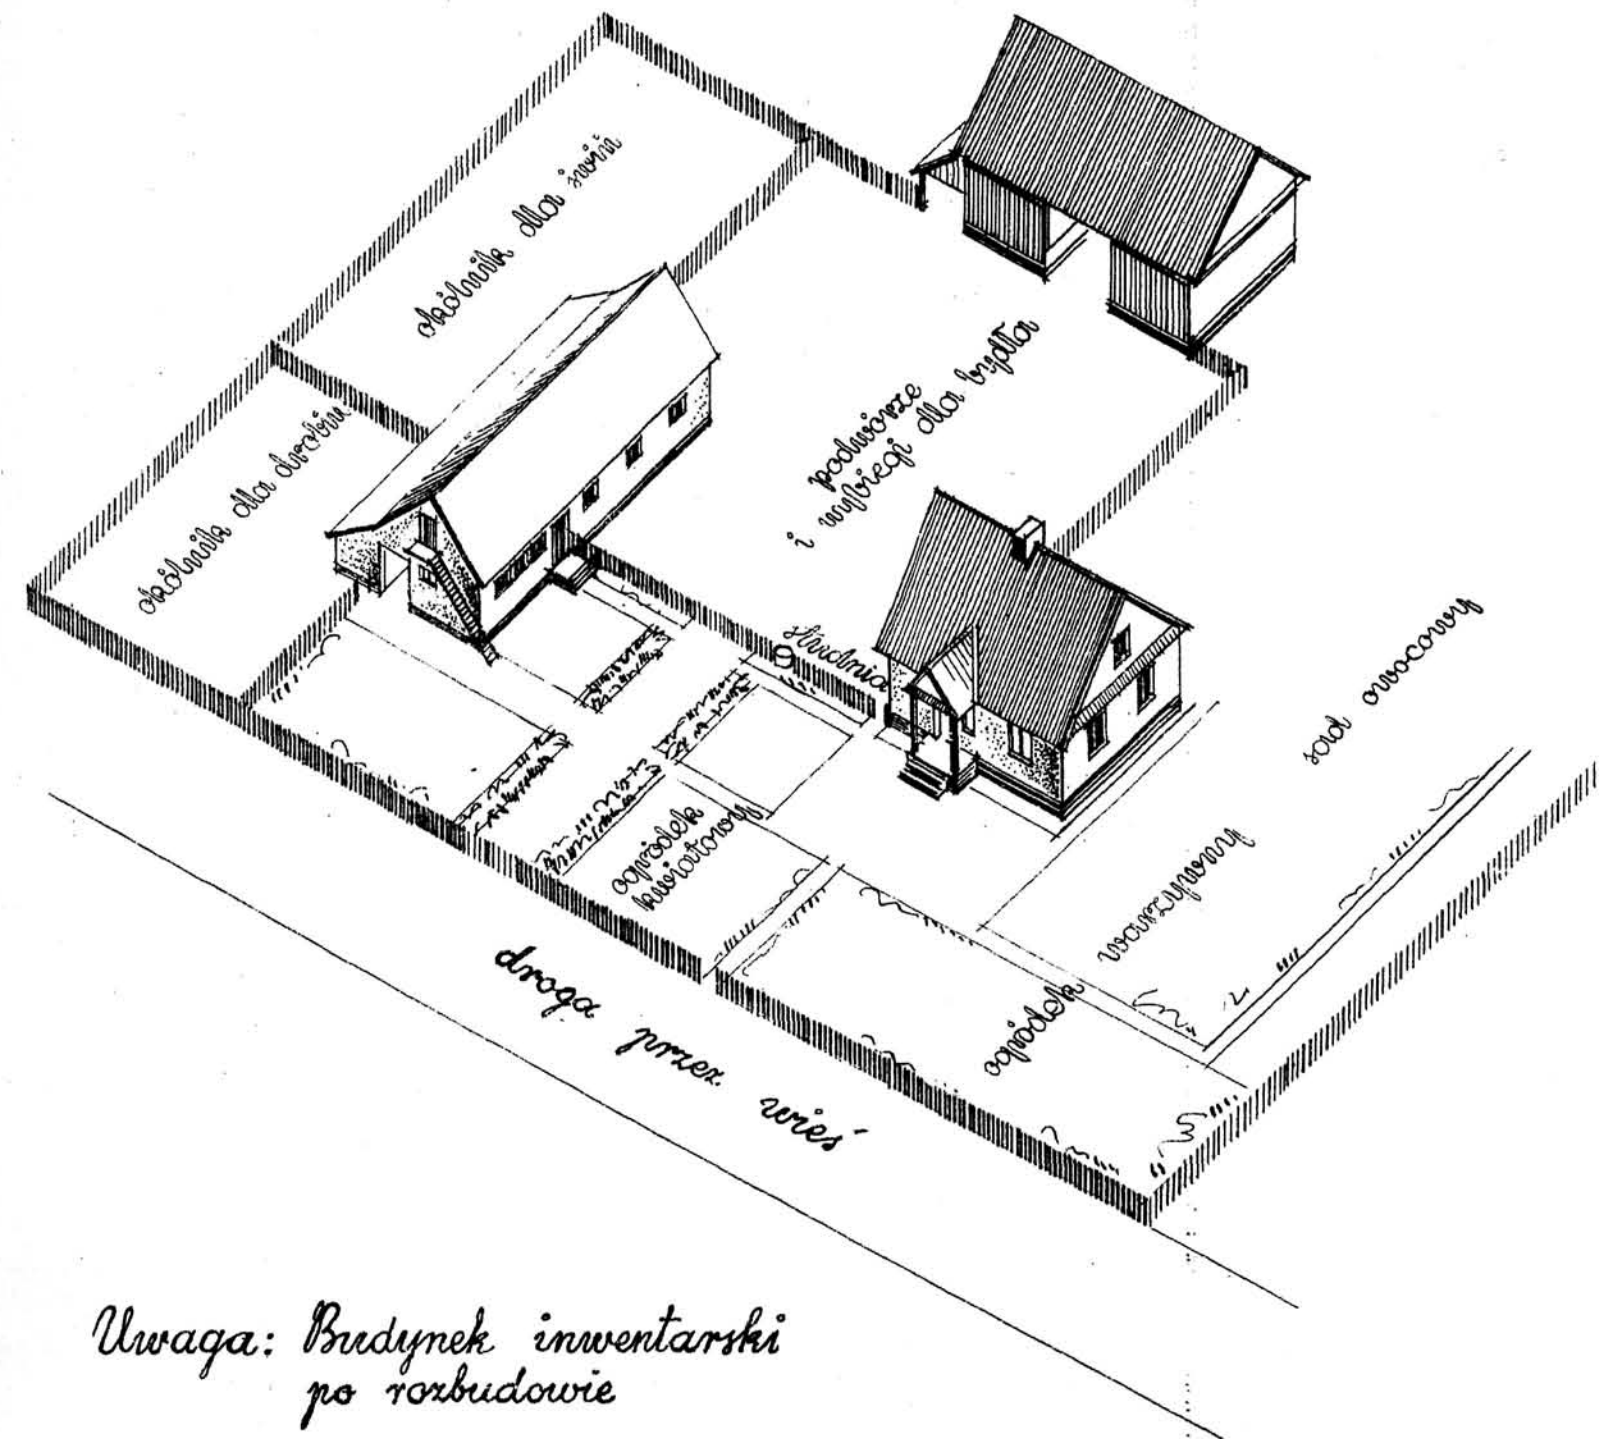 okólnik dla świń
okólnik dla drobiu
podwórze
i wybiegi dla bydła
studnia
sad owocowy
ogródek
kwiatowy
ogródek warzywny
droga przez wieś
Uwaga: Budynek inwentarski
po rozbudowie